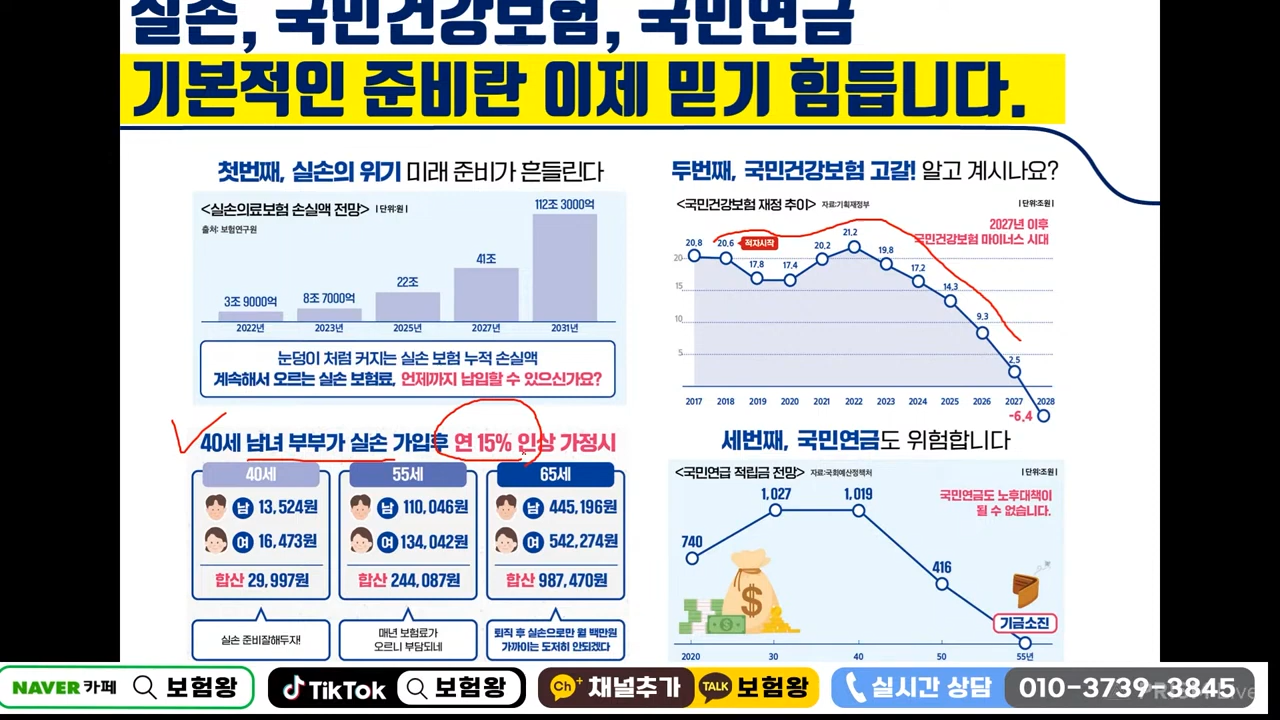 실손, 국민건강보험, 국민연금
기본적인 준비란 이제 믿기 힘듭니다.
첫번째, 실손의 위기 미래 준비가 흔들린다
<실손의료보험 손실액 전망> |단위:원|
출처: 보험연구원
3조 9000억
8조 7000억
22조
41조
112조 3000억
2022년
2023년
2025년
2027년
2031년
눈덩이 처럼 커지는 실손 보험 누적 손실액
계속해서 오르는 실손 보험료, 언제까지 납입할 수 있으신가요?
두번째, 국민건강보험 고갈! 알고 계시나요?
<국민건강보험 재정 추이> 자료:기획재정부 |단위:조원|
2027년 이후
국민건강보험 마이너스 시대
적자시작
20.8
20.6
17.8
17.4
20.2
21.2
19.8
17.2
14.3
9.3
2.5
-6.4
20
15
10
5
2017
2018
2019
2020
2021
2022
2023
2024
2025
2026
2027
2028
40세 남녀 부부가 실손 가입후 연 15% 인상 가정시
40세
남 13,524원
여 16,473원
합산 29,997원
실손 준비잘해두자!
55세
남 110,046원
여 134,042원
합산 244,087원
매년 보험료가
오르니 부담되네
65세
남 445,196원
여 542,274원
합산 987,470원
퇴직 후 실손으로만 월 백만원
가까이는 도저히 안되겠다
세번째, 국민연금도 위험합니다
<국민연급 적립금 전망> 자료:국회예산정책처 |단위:조원|
국민연금도 노후대책이
될 수 없습니다.
740
1,027
1,019
416
기금소진
2020
30
40
50
55년
NAVER 카페 보험왕
TikTok 보험왕
Ch+ 채널추가 TALK 보험왕
실시간 상담 010-3739-3845